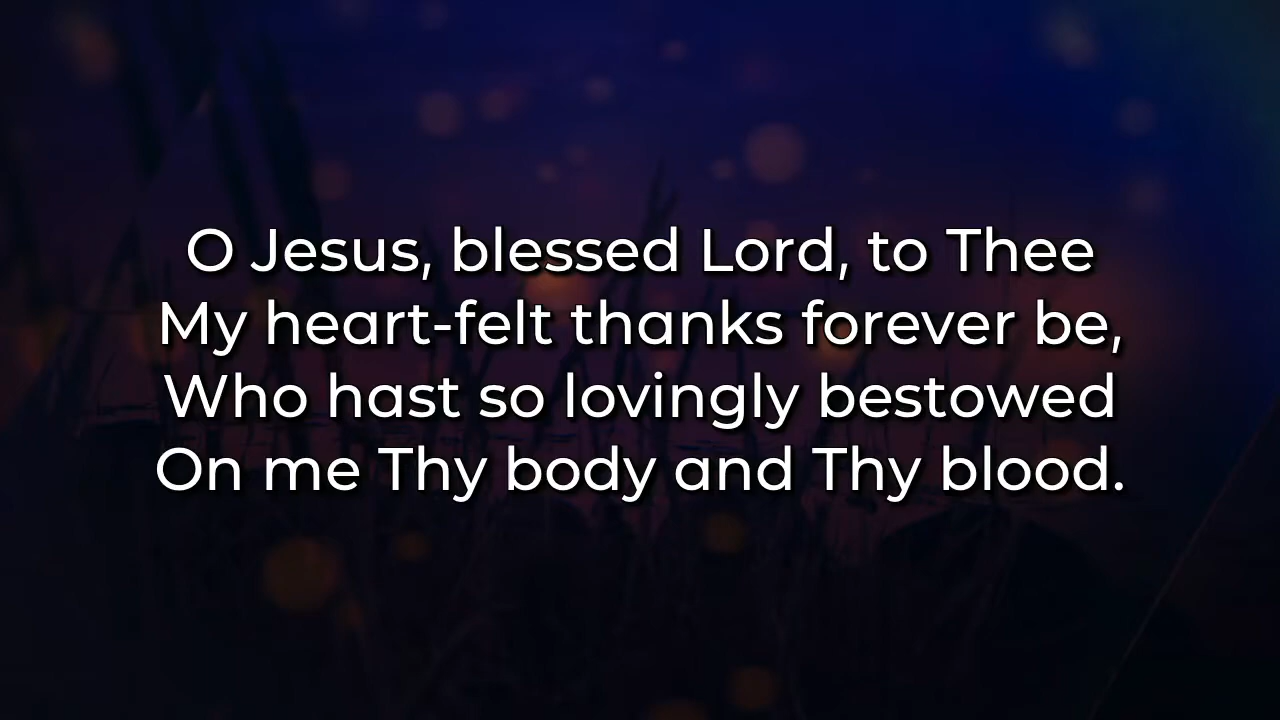 O Jesus, blessed Lord, to Thee
My heart-felt thanks forever be,
Who hast so lovingly bestowed
On me Thy body and Thy blood.